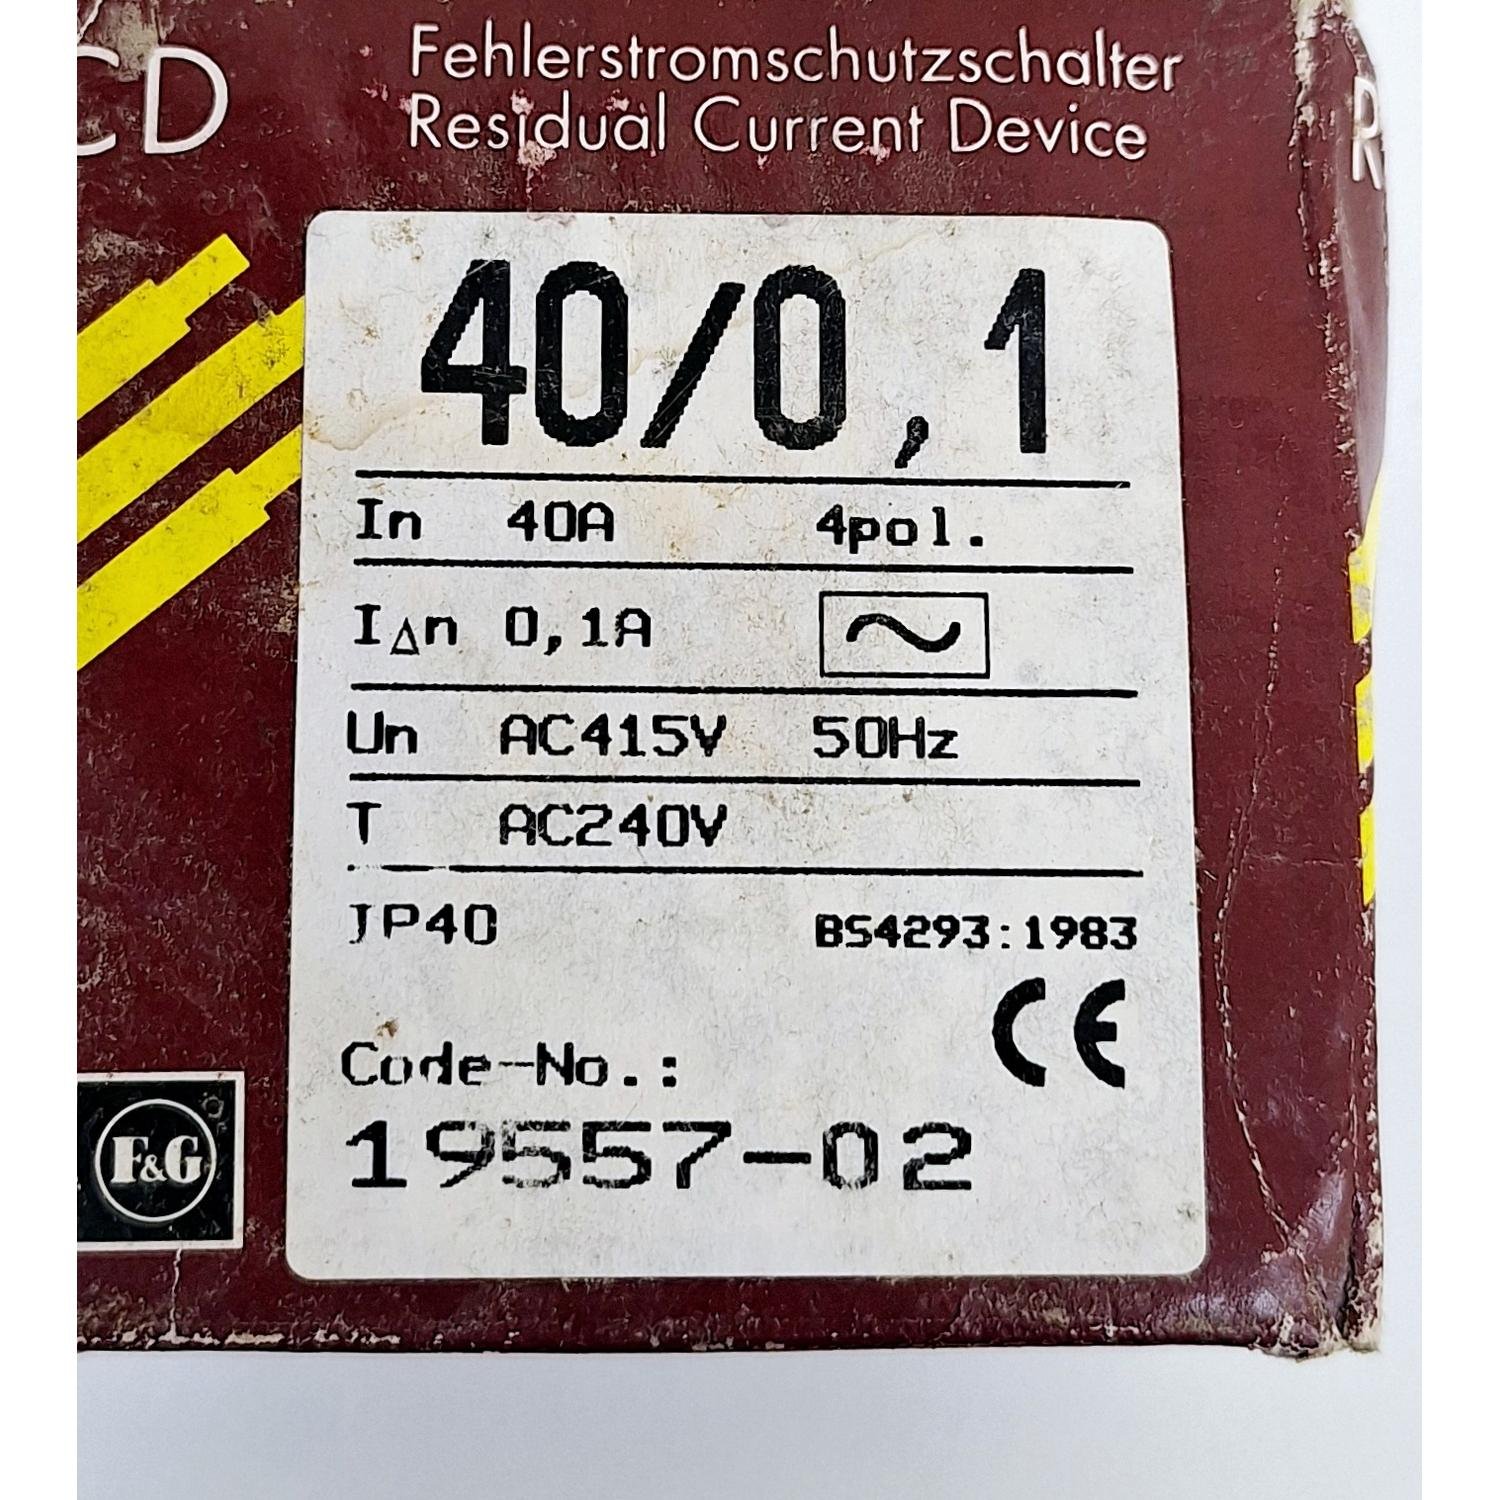 CD
Fehlerstromschutzschalter
Residual Current Device
40/0,1
In 40A 4pol.
I△n 0,1A ~
Un AC415V 50Hz
T AC240V
IP40 BS4293:1983
CE
Code-No.:
19557-02
F&G